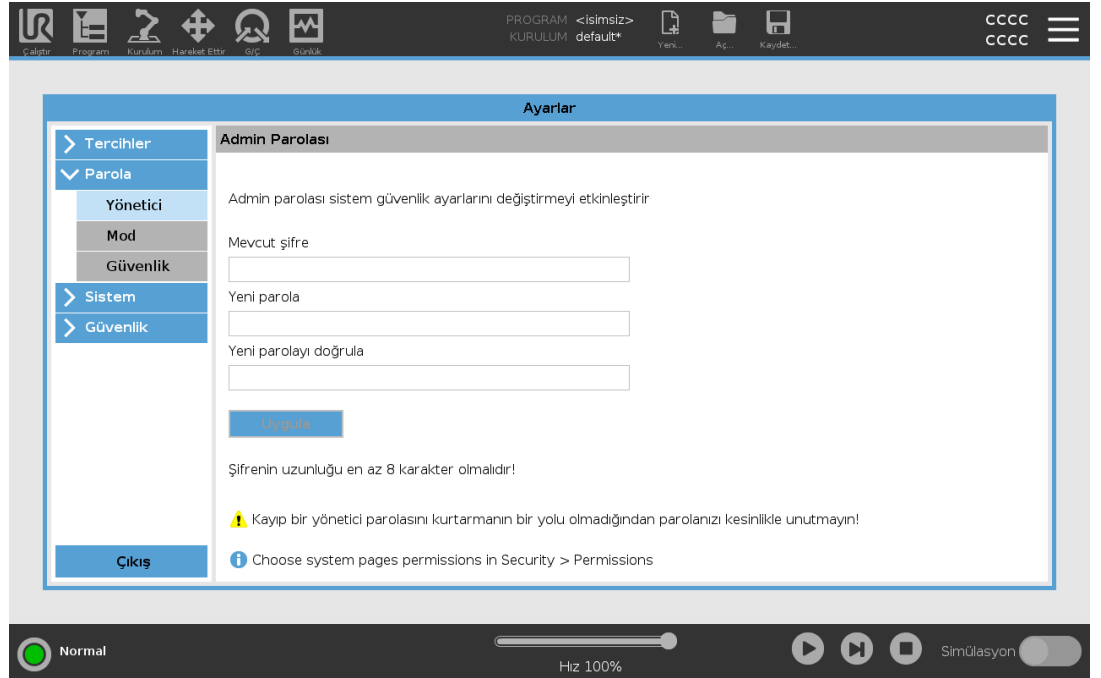 UR
PROGRAM <isimsiz>
KURULUM default*
Çalıştır
Program
Kurulum
Hareket Ettir
G/Ç
Günlük
Yeni...
Aç...
Kaydet...
cccc
cccc
Ayarlar
Tercihler
Parola
Yönetici
Mod
Güvenlik
Sistem
Güvenlik
Çıkış
Admin Parolası
Admin parolası sistem güvenlik ayarlarını değiştirmeyi etkinleştirir
Mevcut şifre
Yeni parola
Yeni parolayı doğrula
Uygula
Şifrenin uzunluğu en az 8 karakter olmalıdır!
Kayıp bir yönetici parolasını kurtarmanın bir yolu olmadığından parolanızı kesinlikle unutmayın!
Choose system pages permissions in Security > Permissions
Normal
Hız 100%
Simülasyon